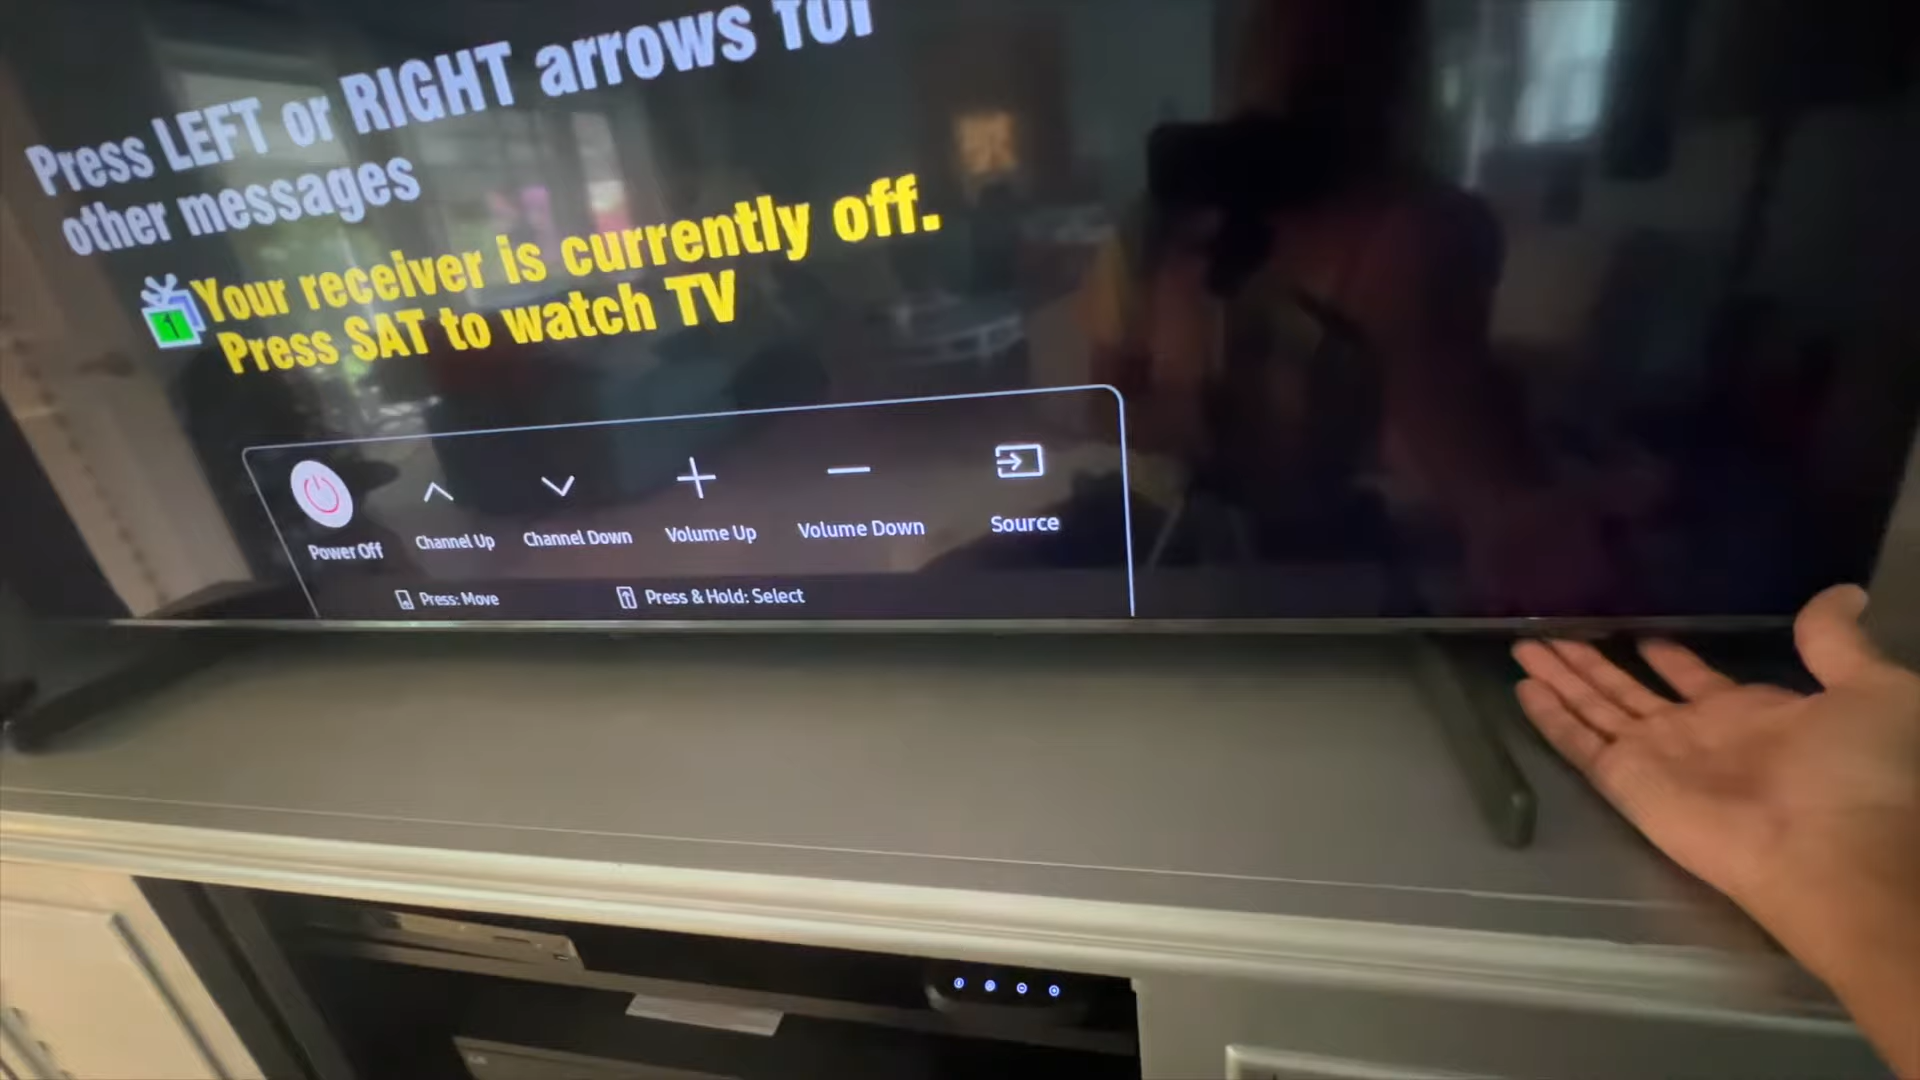 Press LEFT or RIGHT arrows for
other messages
1
Your receiver is currently off.
Press SAT to watch TV
Power Off
Channel Up
Channel Down
Volume Up
Volume Down
Source
Press: Move
Press & Hold: Select